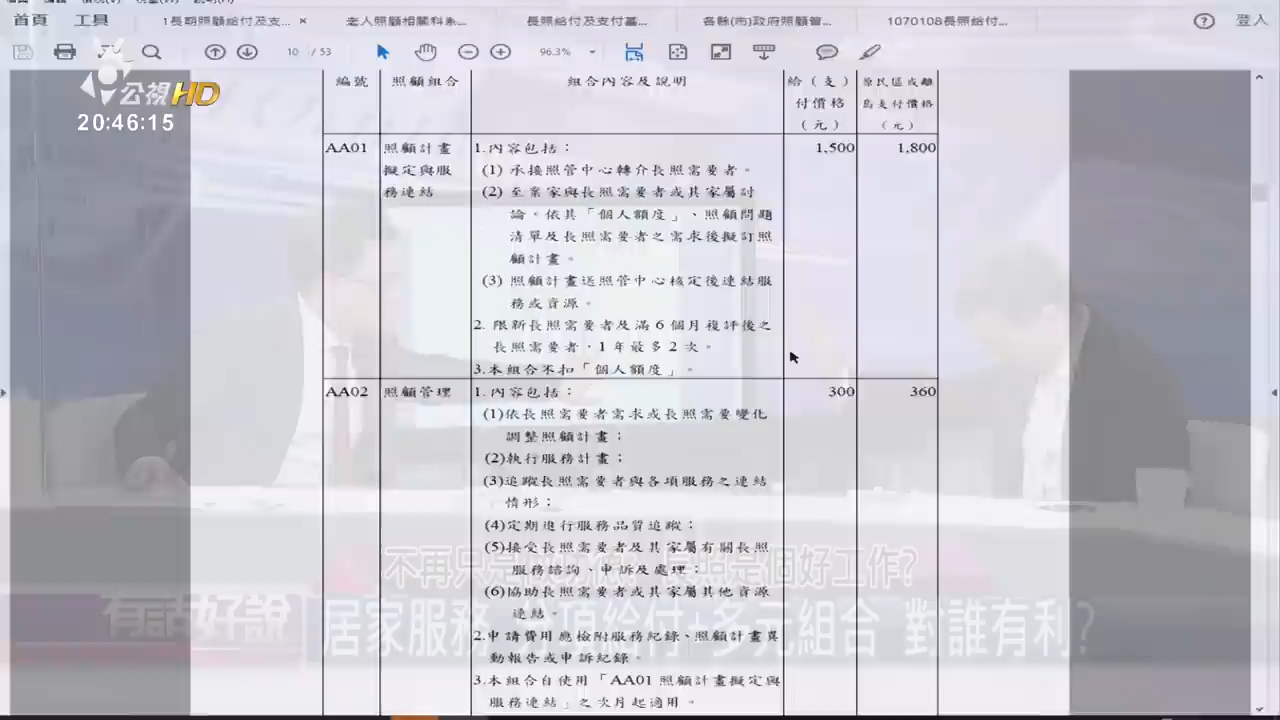 首頁 工具 1長期照顧給付及支... × 老人照顧相關科系... 長照給付及支付基... 各縣(市)政府照顧管... 1070108長照給付... 登入
10 / 53 96.3%
公視HD
20:46:15
編號 照顧組合 組合內容及說明 給（支）付價格（元） 原民區或離島支付價格（元）
AA01 照顧計畫擬定與服務連結 1,500 1,800
1.內容包括：
(1) 承接照管中心轉介長照需要者。
(2) 至案家與長照需要者或其家屬討
論。依其「個人額度」、照顧問題
清單及長照需要者之需求後擬訂照
顧計畫。
(3) 照顧計畫送照管中心核定後連結服
務或資源。
2. 限新長照需要者及滿 6 個月複評後之
長照需要者，1 年最多 2 次。
3.本組合不扣「個人額度」。
AA02 照顧管理 300 360
1. 內容包括：
(1)依長照需要者需求或長照需要變化
調整照顧計畫；
(2)執行服務計畫；
(3)追蹤長照需要者與各項服務之連結
情形；
(4)定期進行服務品質追蹤；
(5)接受長照需要者及其家屬有關長照
服務諮詢、申訴及處理；
(6)協助長照需要者或其家屬其他資源
連結。
2.申請費用應檢附服務紀錄、照顧計畫異
動報告或申訴紀錄。
3.本組合自使用「AA01 照顧計畫擬定與
服務連結」之次月起適用。
不再只是 功德? 長照是個好工作?
有話好說
居家服務 項給付+多元組合 對誰有利?